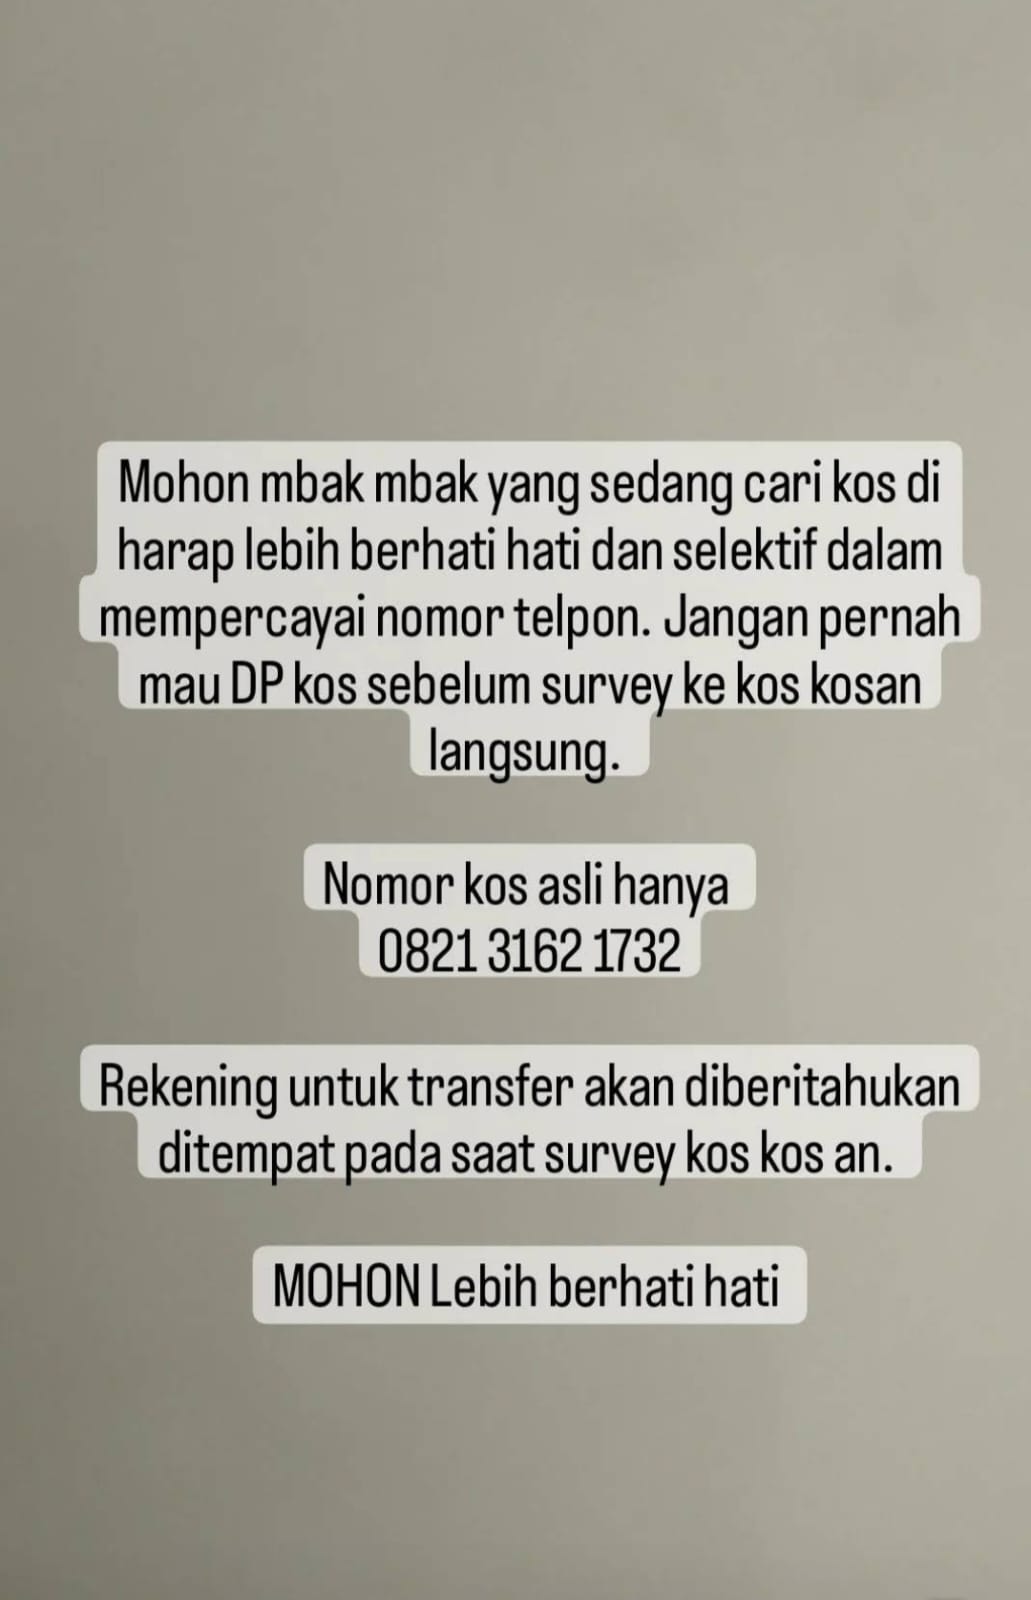 Mohon mbak mbak yang sedang cari kos di
harap lebih berhati hati dan selektif dalam
mempercayai nomor telpon. Jangan pernah
mau DP kos sebelum survey ke kos kosan
langsung.
Nomor kos asli hanya
0821 3162 1732
Rekening untuk transfer akan diberitahukan
ditempat pada saat survey kos kos an.
MOHON Lebih berhati hati